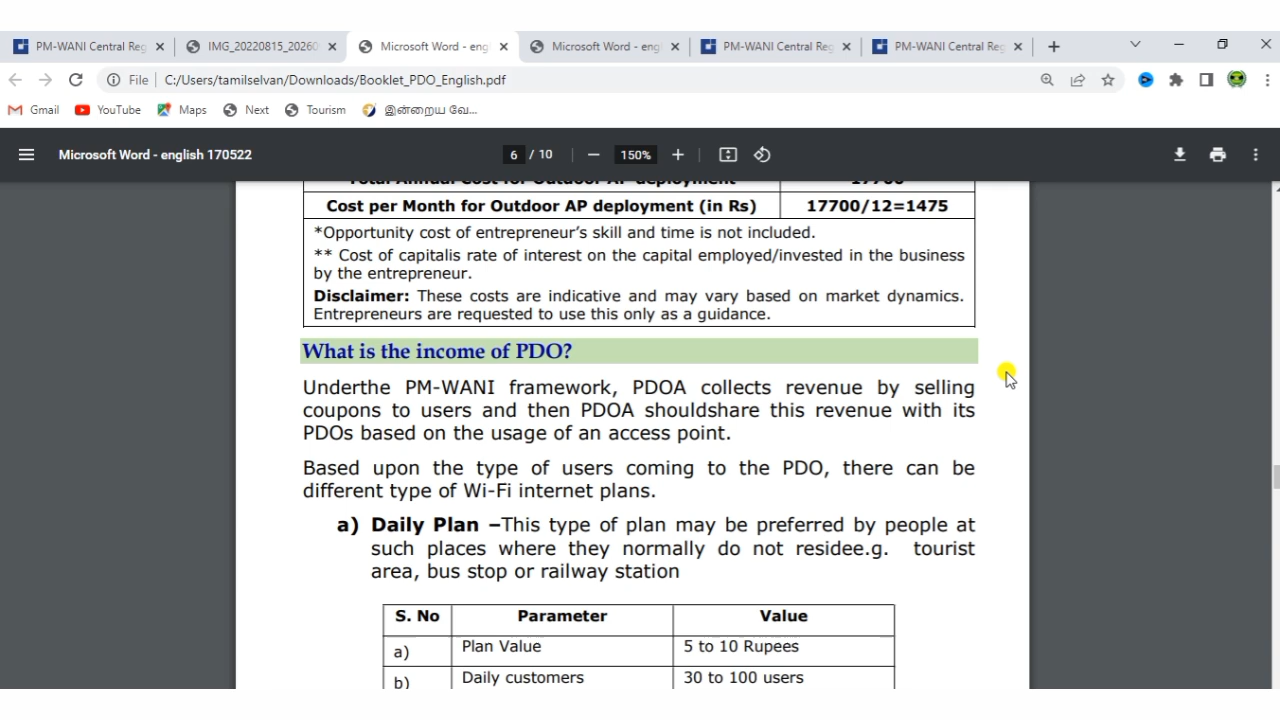 PM-WANI Central Reg
IMG_20220815_20260
Microsoft Word - eng
Microsoft Word - eng
PM-WANI Central Reg
PM-WANI Central Reg
File
C:/Users/tamilselvan/Downloads/Booklet_PDO_English.pdf
Gmail
YouTube
Maps
Next
Tourism
இன்றைய வே...
Microsoft Word - english 170522
6 / 10
150%
Total Annual Cost for Outdoor AP deployment 17700
Cost per Month for Outdoor AP deployment (in Rs) 17700/12=1475
*Opportunity cost of entrepreneur's skill and time is not included.
** Cost of capitalis rate of interest on the capital employed/invested in the business
by the entrepreneur.
Disclaimer: These costs are indicative and may vary based on market dynamics.
Entrepreneurs are requested to use this only as a guidance.
What is the income of PDO?
Underthe PM-WANI framework, PDOA collects revenue by selling
coupons to users and then PDOA shouldshare this revenue with its
PDOs based on the usage of an access point.
Based upon the type of users coming to the PDO, there can be
different type of Wi-Fi internet plans.
a) Daily Plan –This type of plan may be preferred by people at
such places where they normally do not residee.g. tourist
area, bus stop or railway station
S. No Parameter Value
a) Plan Value 5 to 10 Rupees
b) Daily customers 30 to 100 users